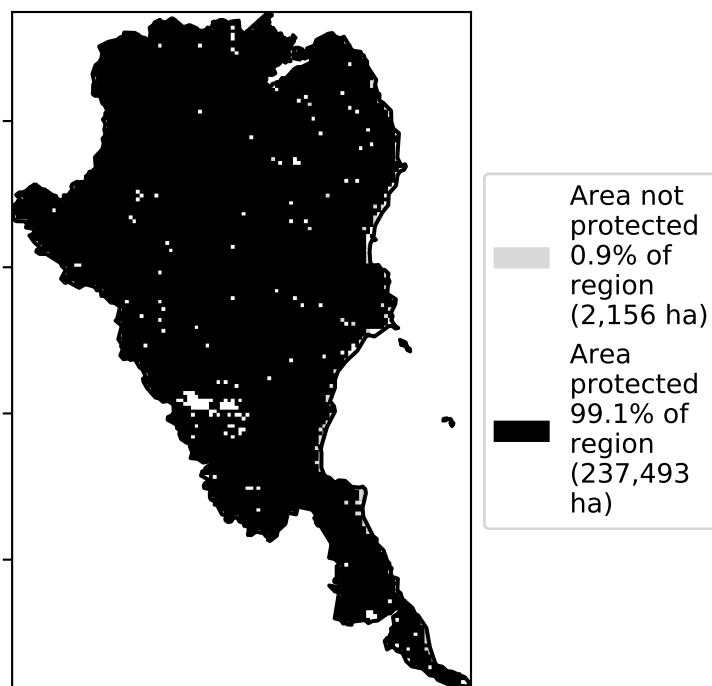 Area not
protected
0.9% of
region
(2,156 ha)
Area
protected
99.1% of
region
(237,493
ha)